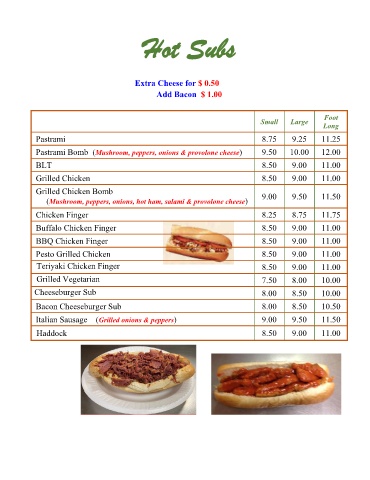 Hot Subs
Extra Cheese for $ 0.50
Add Bacon $ 1.00
Small Large Foot Long
Pastrami 8.75 9.25 11.25
Pastrami Bomb (Mushroom, peppers, onions & provolone cheese) 9.50 10.00 12.00
BLT 8.50 9.00 11.00
Grilled Chicken 8.50 9.00 11.00
Grilled Chicken Bomb
(Mushroom, peppers, onions, hot ham, salami & provolone cheese) 9.00 9.50 11.50
Chicken Finger 8.25 8.75 11.75
Buffalo Chicken Finger 8.50 9.00 11.00
BBQ Chicken Finger 8.50 9.00 11.00
Pesto Grilled Chicken 8.50 9.00 11.00
Teriyaki Chicken Finger 8.50 9.00 11.00
Grilled Vegetarian 7.50 8.00 10.00
Cheeseburger Sub 8.00 8.50 10.00
Bacon Cheeseburger Sub 8.00 8.50 10.50
Italian Sausage (Grilled onions & peppers) 9.00 9.50 11.50
Haddock 8.50 9.00 11.00